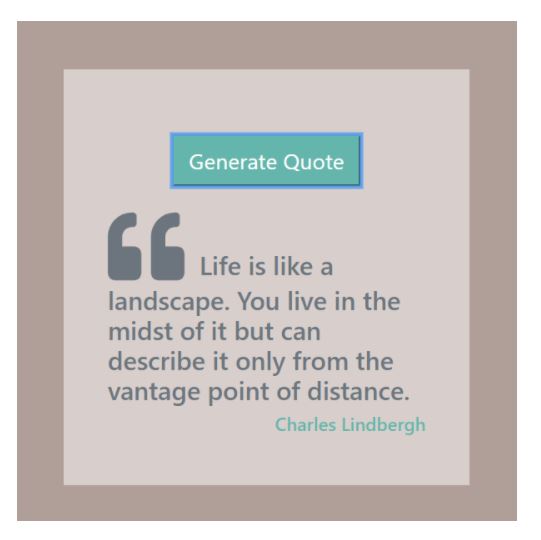 Generate Quote
❝ Life is like a
landscape. You live in the
midst of it but can
describe it only from the
vantage point of distance.
Charles Lindbergh